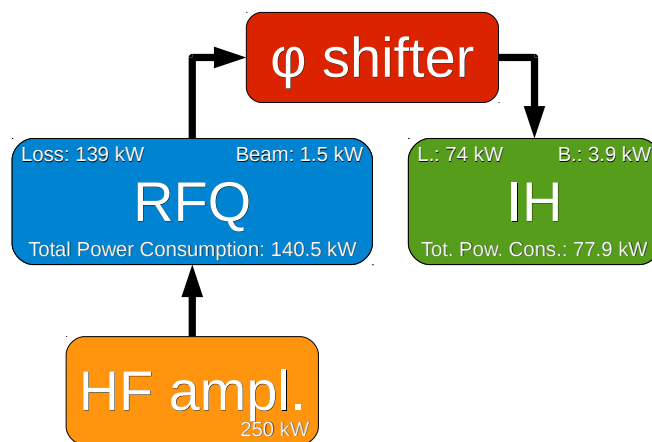 φ shifter
Loss: 139 kW Beam: 1.5 kW
RFQ
Total Power Consumption: 140.5 kW
L.: 74 kW B.: 3.9 kW
IH
Tot. Pow. Cons.: 77.9 kW
HF ampl.
250 kW